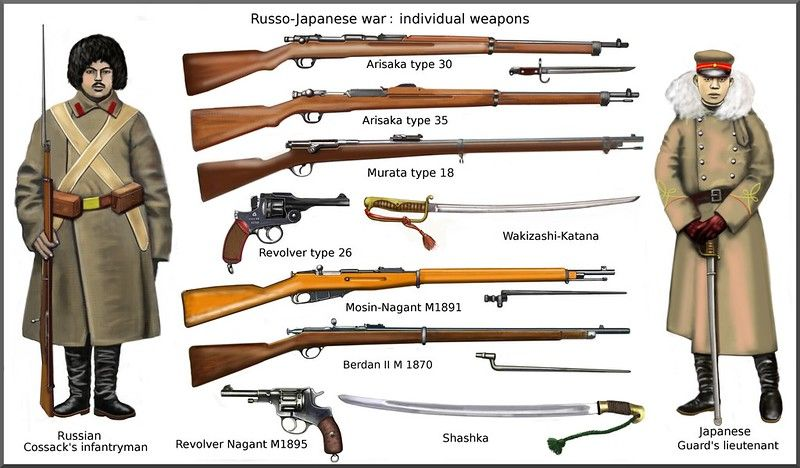 Russo-Japanese war : individual weapons
Arisaka type 30
Arisaka type 35
Murata type 18
Revolver type 26
Wakizashi-Katana
Mosin-Nagant M1891
Berdan II M 1870
Revolver Nagant M1895
Shashka
Russian
Cossack's infantryman
Japanese
Guard's lieutenant